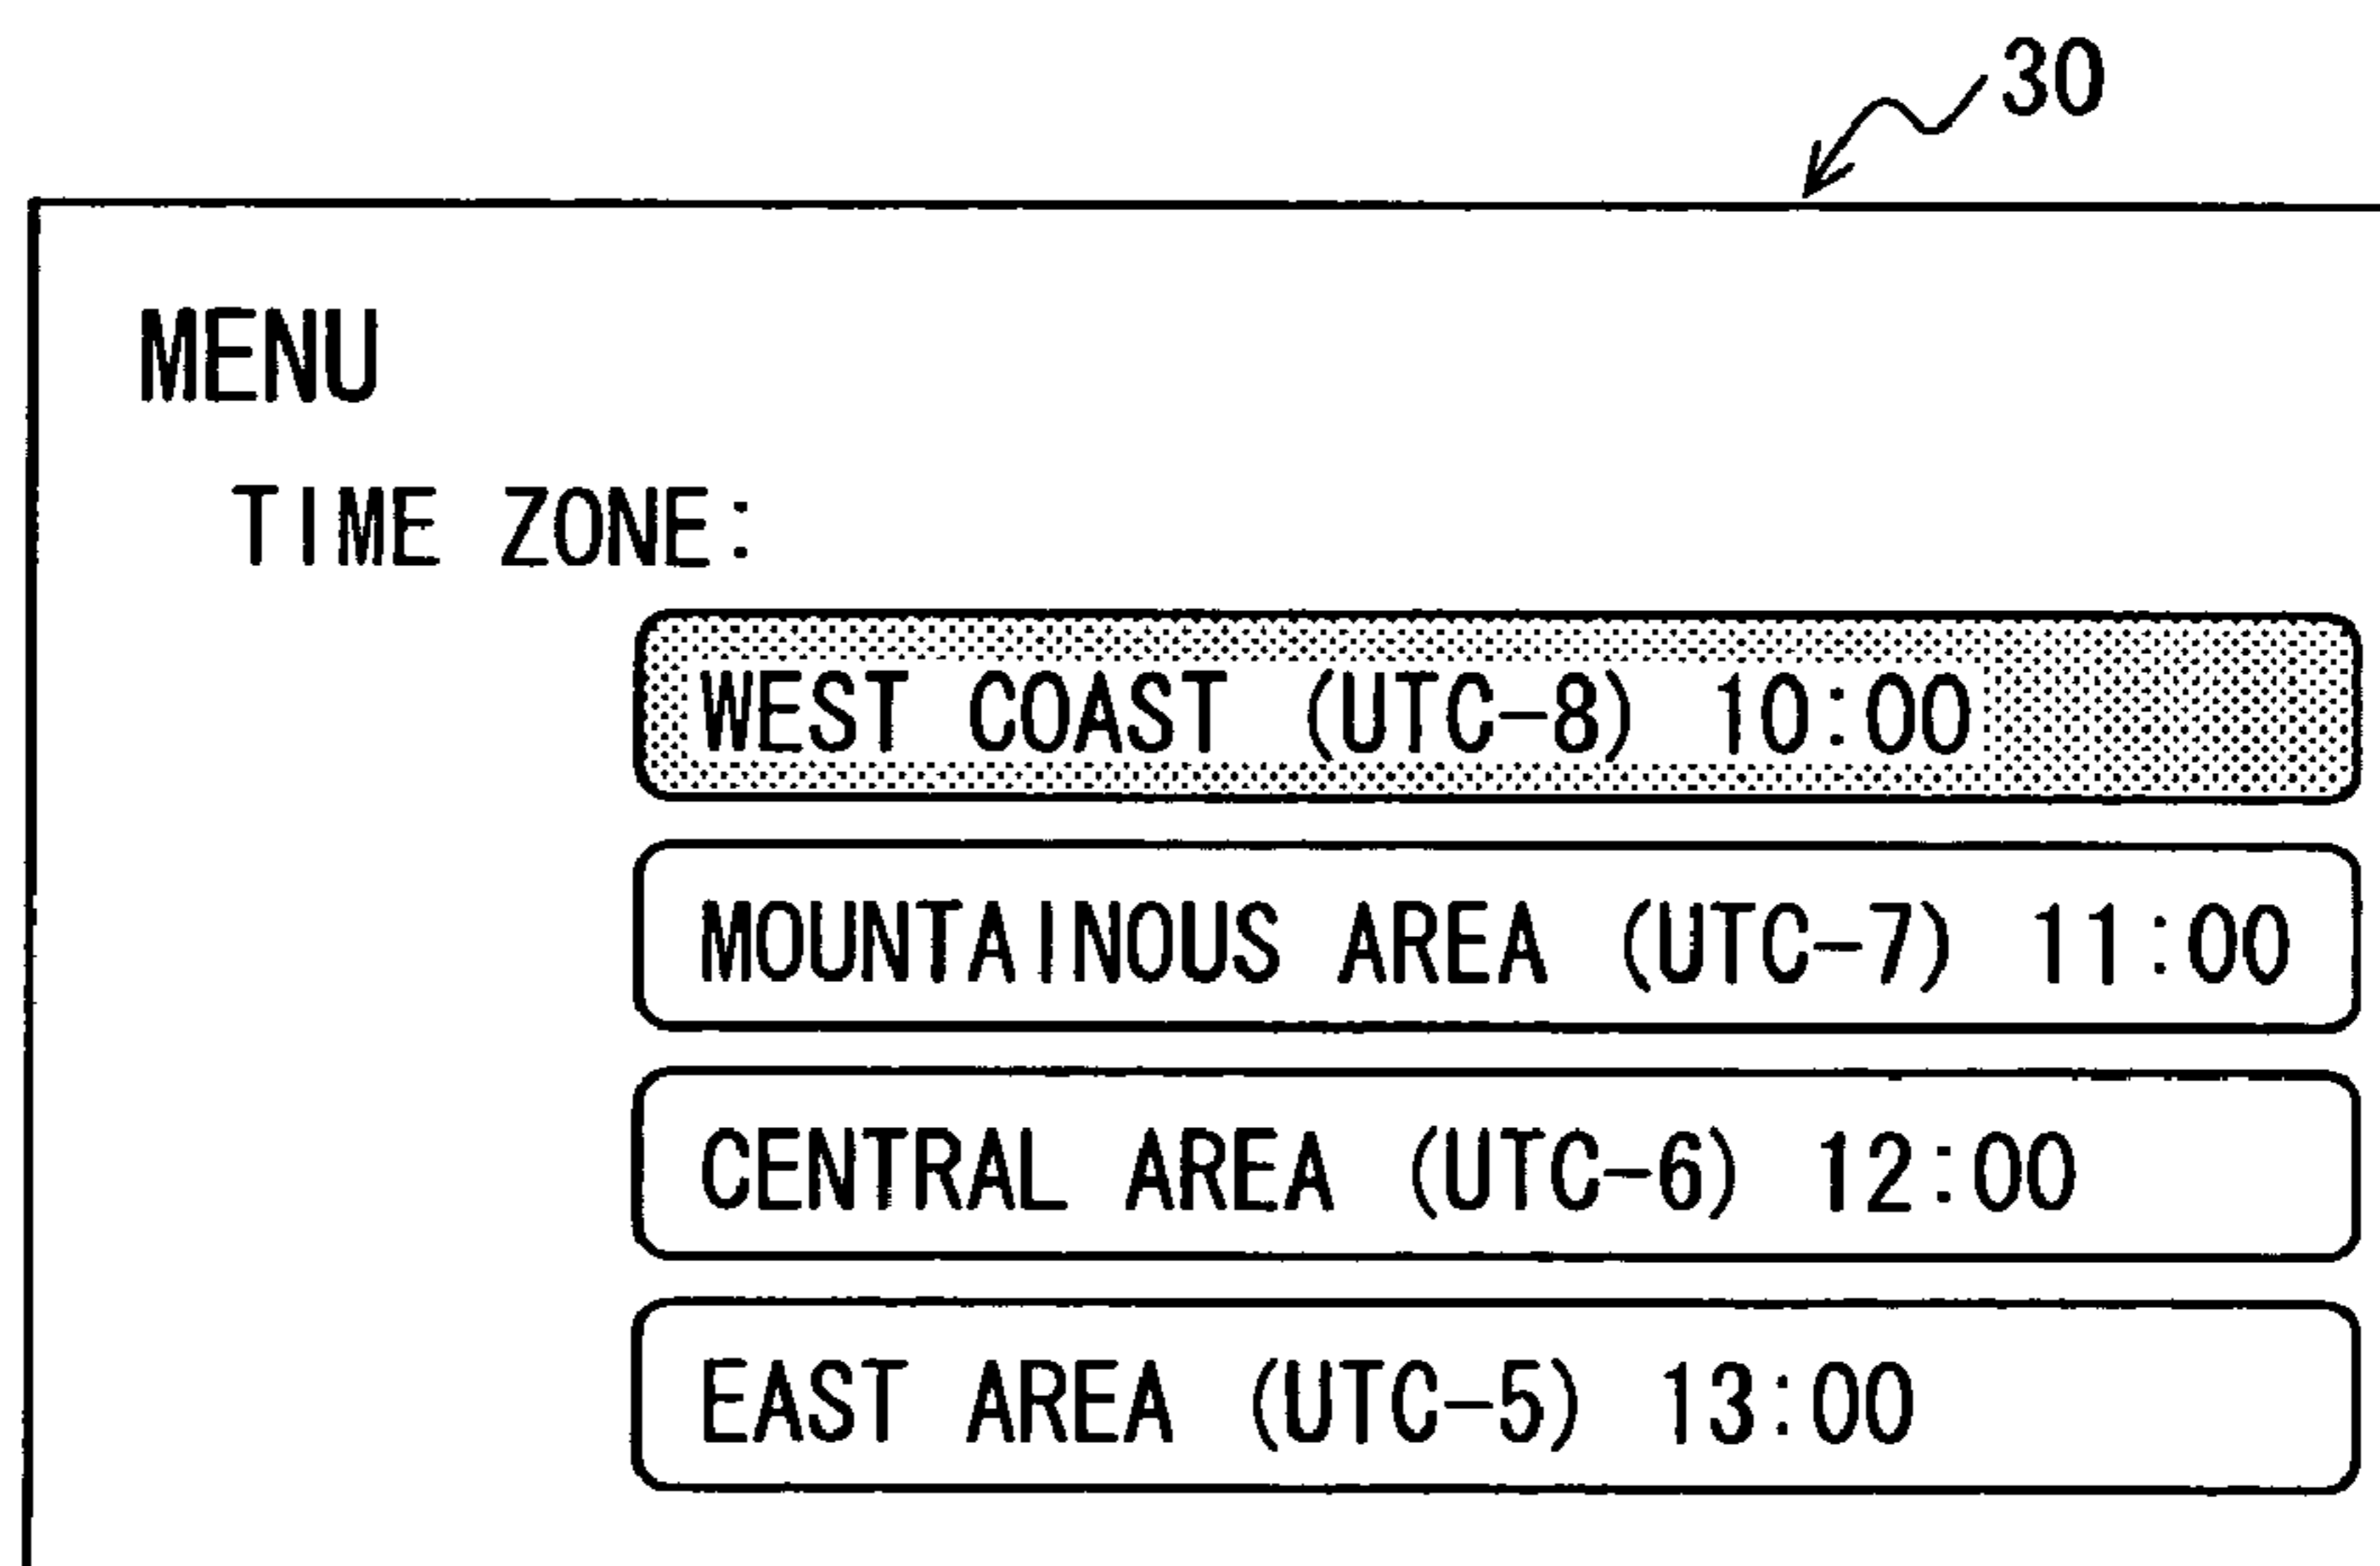 30
MENU
TIME ZONE:
WEST COAST (UTC-8) 10:00
MOUNTAINOUS AREA (UTC-7) 11:00
CENTRAL AREA (UTC-6) 12:00
EAST AREA (UTC-5) 13:00